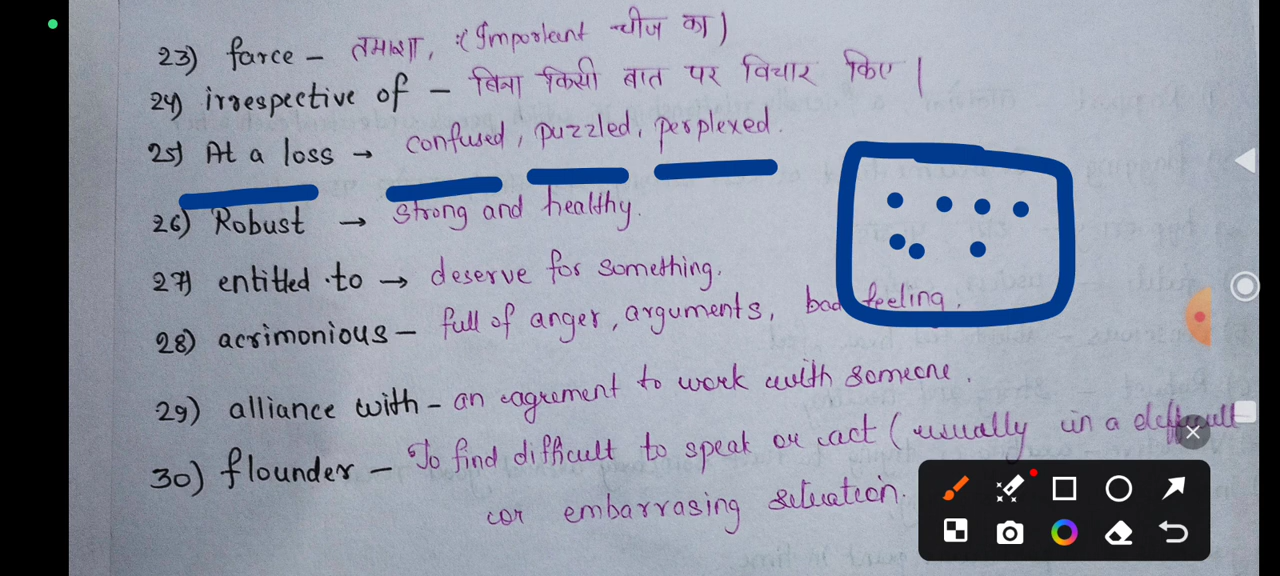 23) farce - तमाशा, :( Important चीज का)
24) irrespective of - बिना किसी बात पर विचार किए |
25) At a loss → confused, puzzled, perplexed.
26) Robust → strong and healthy.
27) entitled to → deserve for something.
28) acrimonious - full of anger, arguments, bad feeling.
29) alliance with - an eagrement to work with someone.
30) flounder - To find difficult to speak or act (usually in a difficult
or embarrasing situation.